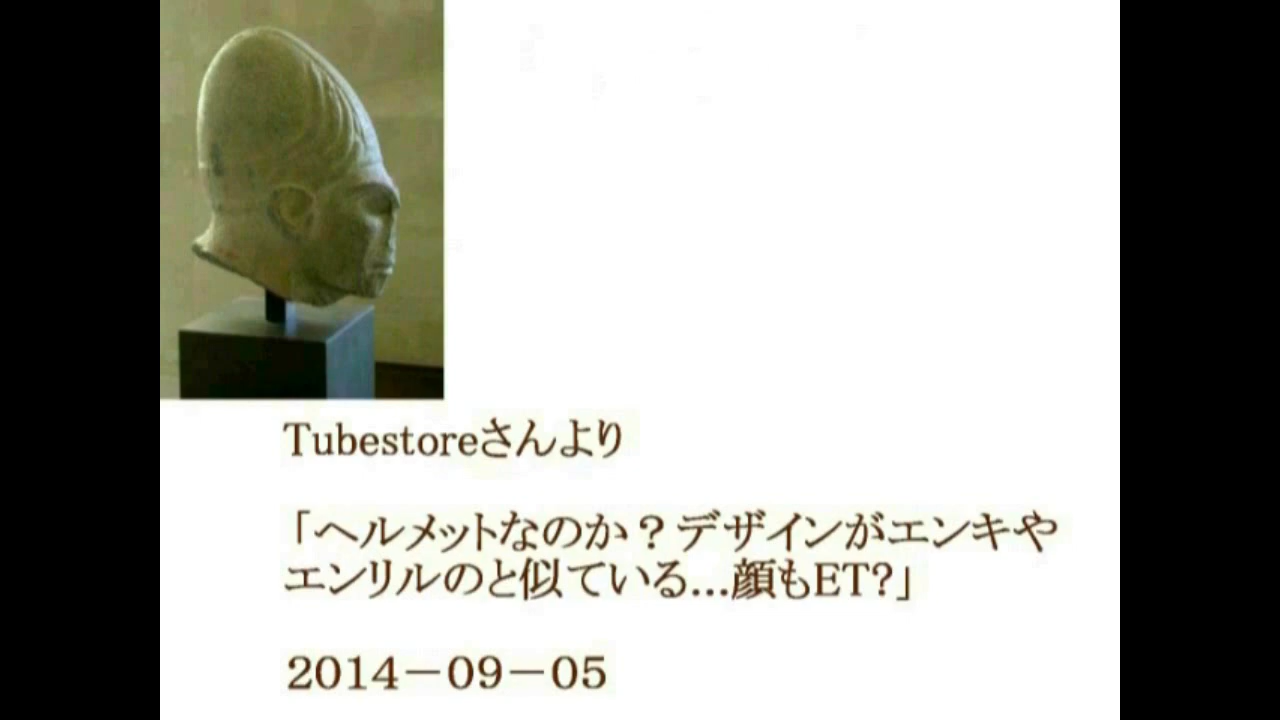 Tubestoreさんより
「ヘルメットなのか？デザインがエンキや
エンリルのと似ている...顔もET?」
2014－09－05